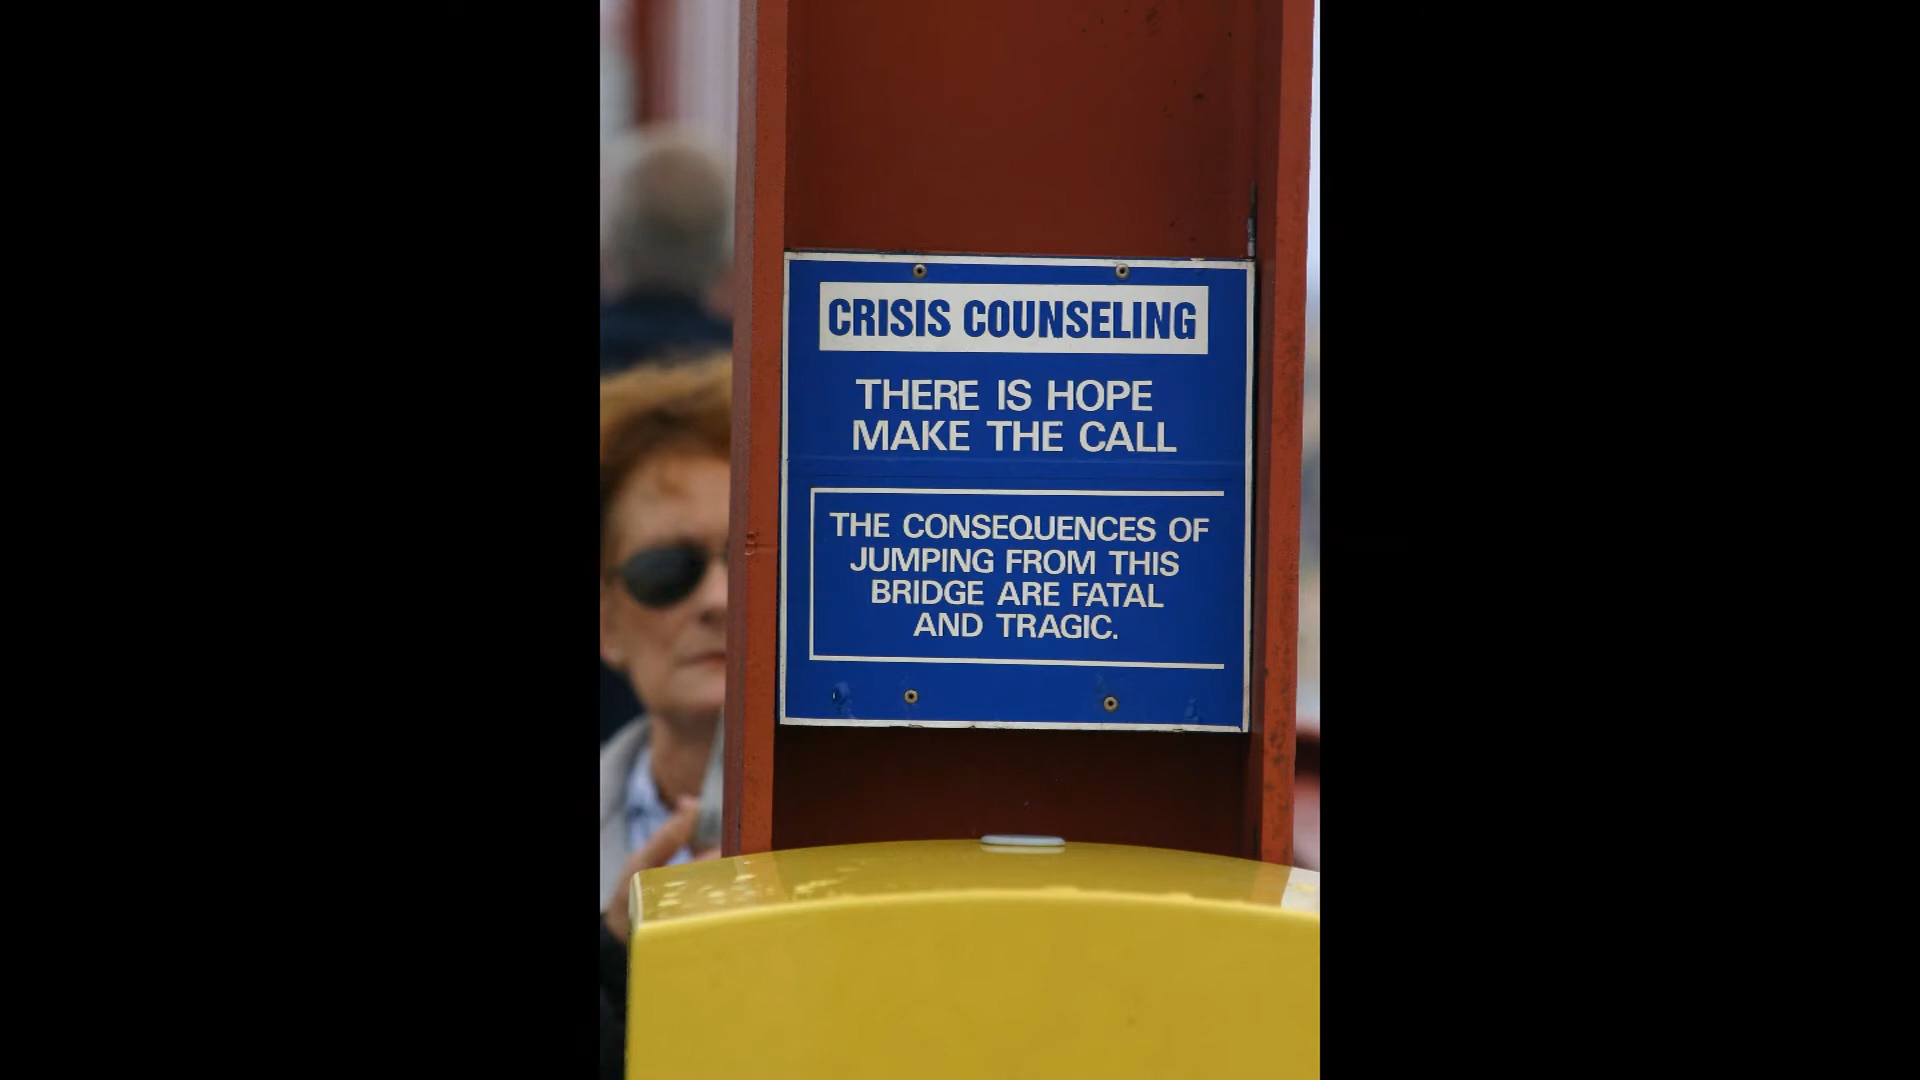 CRISIS COUNSELING
THERE IS HOPE
MAKE THE CALL
THE CONSEQUENCES OF
JUMPING FROM THIS
BRIDGE ARE FATAL
AND TRAGIC.